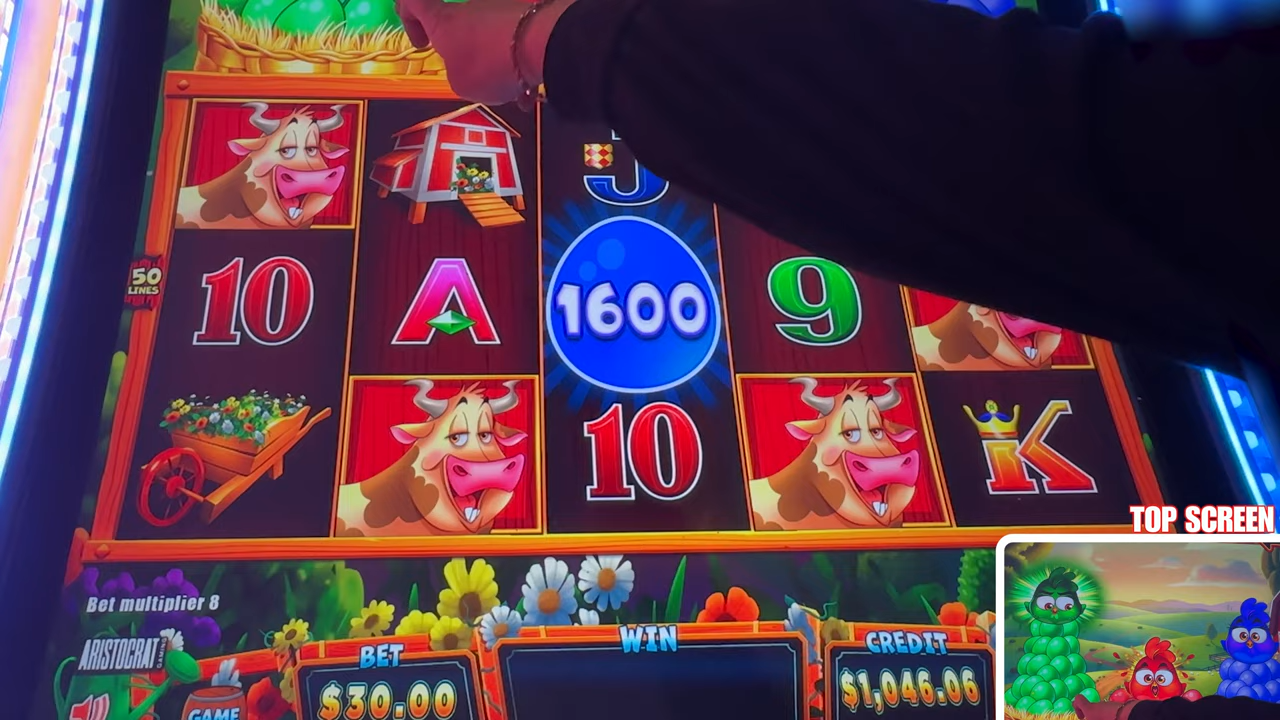 J
50
LINES
10
A
1600
9
10
K
TOP SCREEN
Bet multiplier 8
ARISTOCRAT
GAMING
BET
WIN
CREDIT
$30.00
$1,046.06
GAME